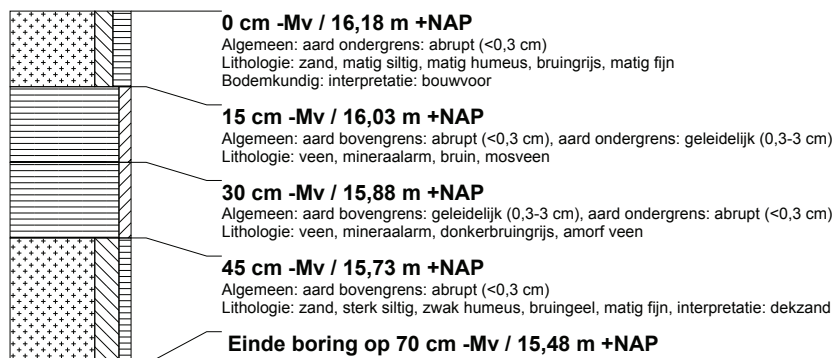 0 cm -Mv / 16,18 m +NAP
Algemeen: aard ondergrens: abrupt (<0,3 cm)
Lithologie: zand, matig siltig, matig humeus, bruingrijs, matig fijn
Bodemkundig: interpretatie: bouwvoor
15 cm -Mv / 16,03 m +NAP
Algemeen: aard bovengrens: abrupt (<0,3 cm), aard ondergrens: geleidelijk (0,3-3 cm)
Lithologie: veen, mineraalarm, bruin, mosveen
30 cm -Mv / 15,88 m +NAP
Algemeen: aard bovengrens: geleidelijk (0,3-3 cm), aard ondergrens: abrupt (<0,3 cm)
Lithologie: veen, mineraalarm, donkerbruingrijs, amorf veen
45 cm -Mv / 15,73 m +NAP
Algemeen: aard bovengrens: abrupt (<0,3 cm)
Lithologie: zand, sterk siltig, zwak humeus, bruingeel, matig fijn, interpretatie: dekzand
Einde boring op 70 cm -Mv / 15,48 m +NAP